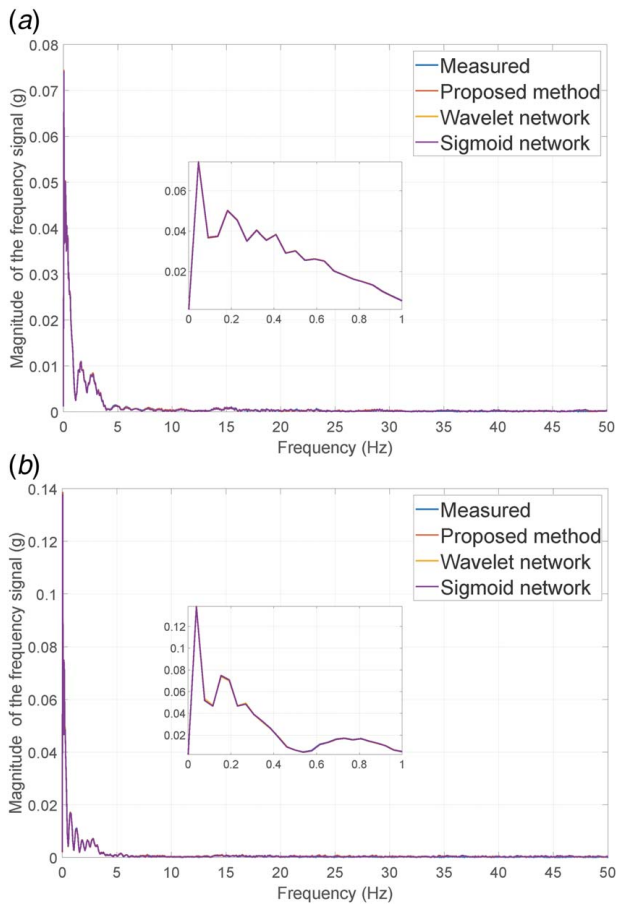 (a)
Magnitude of the frequency signal (g)
0.08
0.07
0.06
0.05
0.04
0.03
0.02
0.01
0
Measured
Proposed method
Wavelet network
Sigmoid network
0.06
0.04
0.02
0 0.2 0.4 0.6 0.8 1
0 5 10 15 20 25 30 35 40 45 50
Frequency (Hz)
(b)
Magnitude of the frequency signal (g)
0.14
0.12
0.1
0.08
0.06
0.04
0.02
0
Measured
Proposed method
Wavelet network
Sigmoid network
0.12
0.1
0.08
0.06
0.04
0.02
0 0.2 0.4 0.6 0.8 1
0 5 10 15 20 25 30 35 40 45 50
Frequency (Hz)